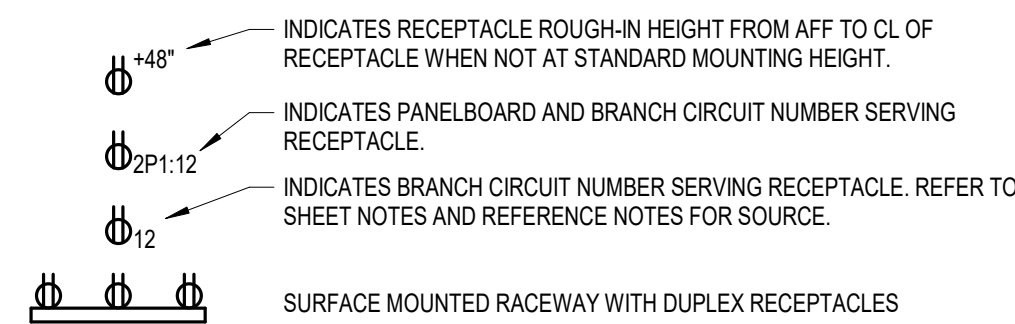 +48"
INDICATES RECEPTACLE ROUGH-IN HEIGHT FROM AFF TO CL OF
RECEPTACLE WHEN NOT AT STANDARD MOUNTING HEIGHT.
2P1:12
INDICATES PANELBOARD AND BRANCH CIRCUIT NUMBER SERVING
RECEPTACLE.
12
INDICATES BRANCH CIRCUIT NUMBER SERVING RECEPTACLE. REFER TO
SHEET NOTES AND REFERENCE NOTES FOR SOURCE.
SURFACE MOUNTED RACEWAY WITH DUPLEX RECEPTACLES